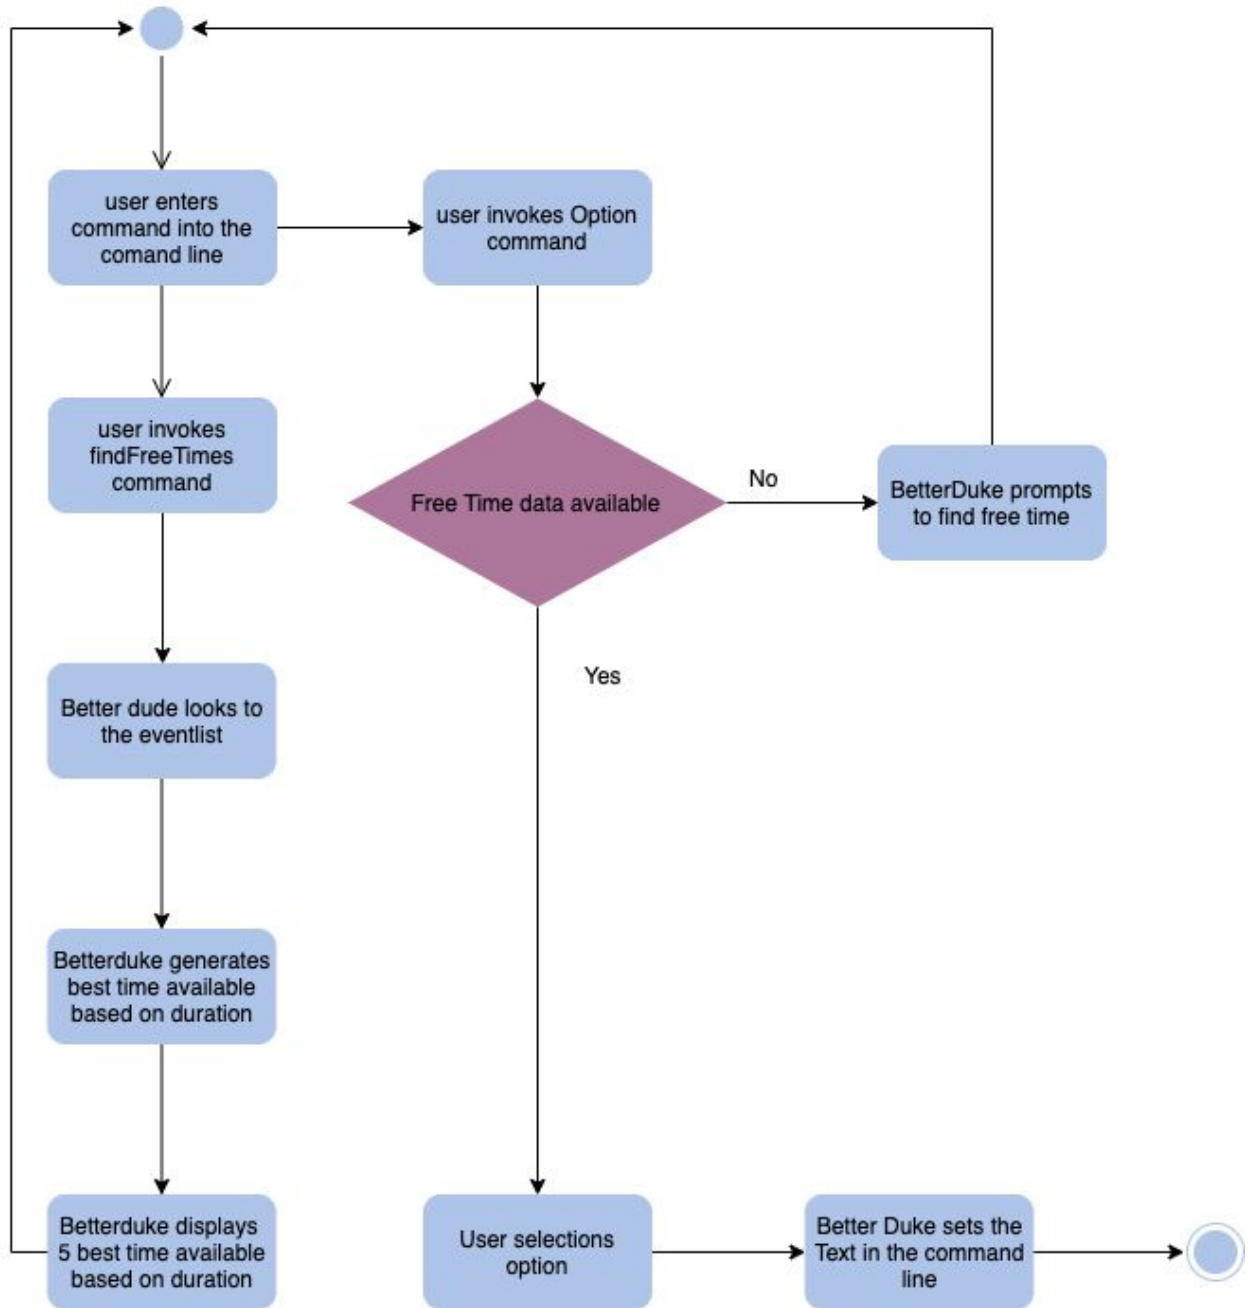 user enters
command into the
comand line
user invokes Option
command
user invokes
findFreeTimes
command
Free Time data available
No
BetterDuke prompts
to find free time
Yes
Better dude looks to
the eventlist
Betterduke generates
best time available
based on duration
Betterduke displays
5 best time available
based on duration
User selections
option
Better Duke sets the
Text in the command
line